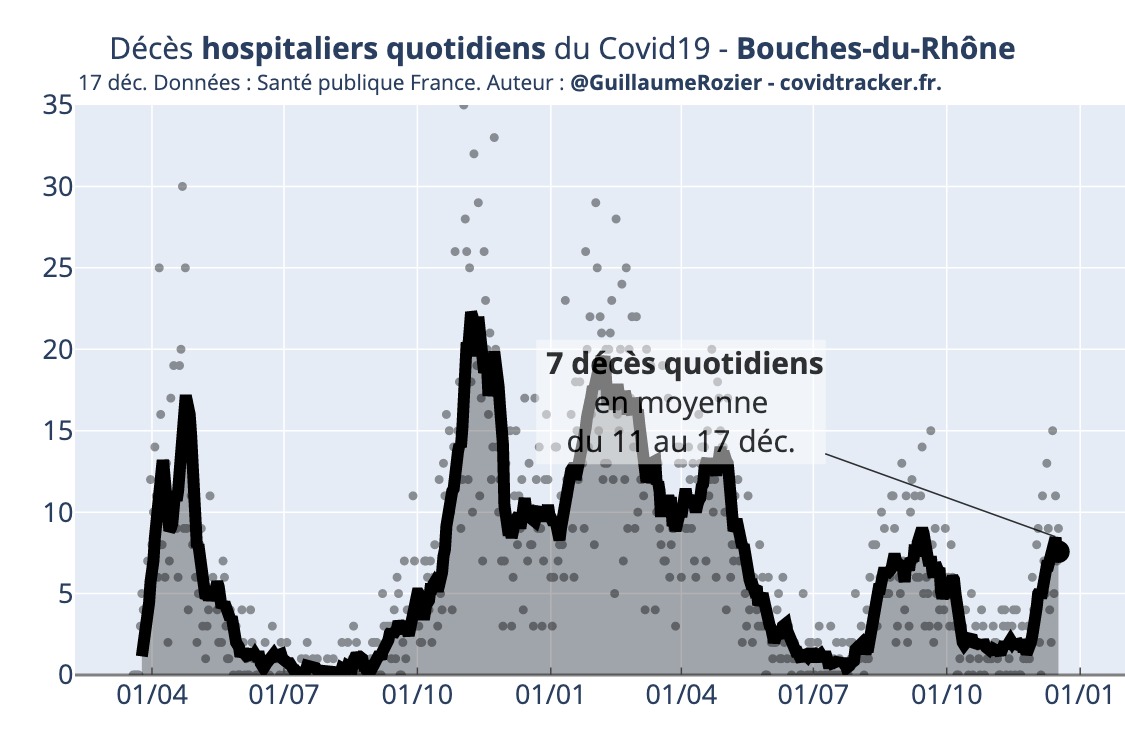 Décès hospitaliers quotidiens du Covid19 - Bouches-du-Rhône
17 déc. Données : Santé publique France. Auteur : @GuillaumeRozier - covidtracker.fr.
35
30
25
20
15
10
5
0
7 décès quotidiens
en moyenne
du 11 au 17 déc.
01/04 01/07 01/10 01/01 01/04 01/07 01/10 01/01